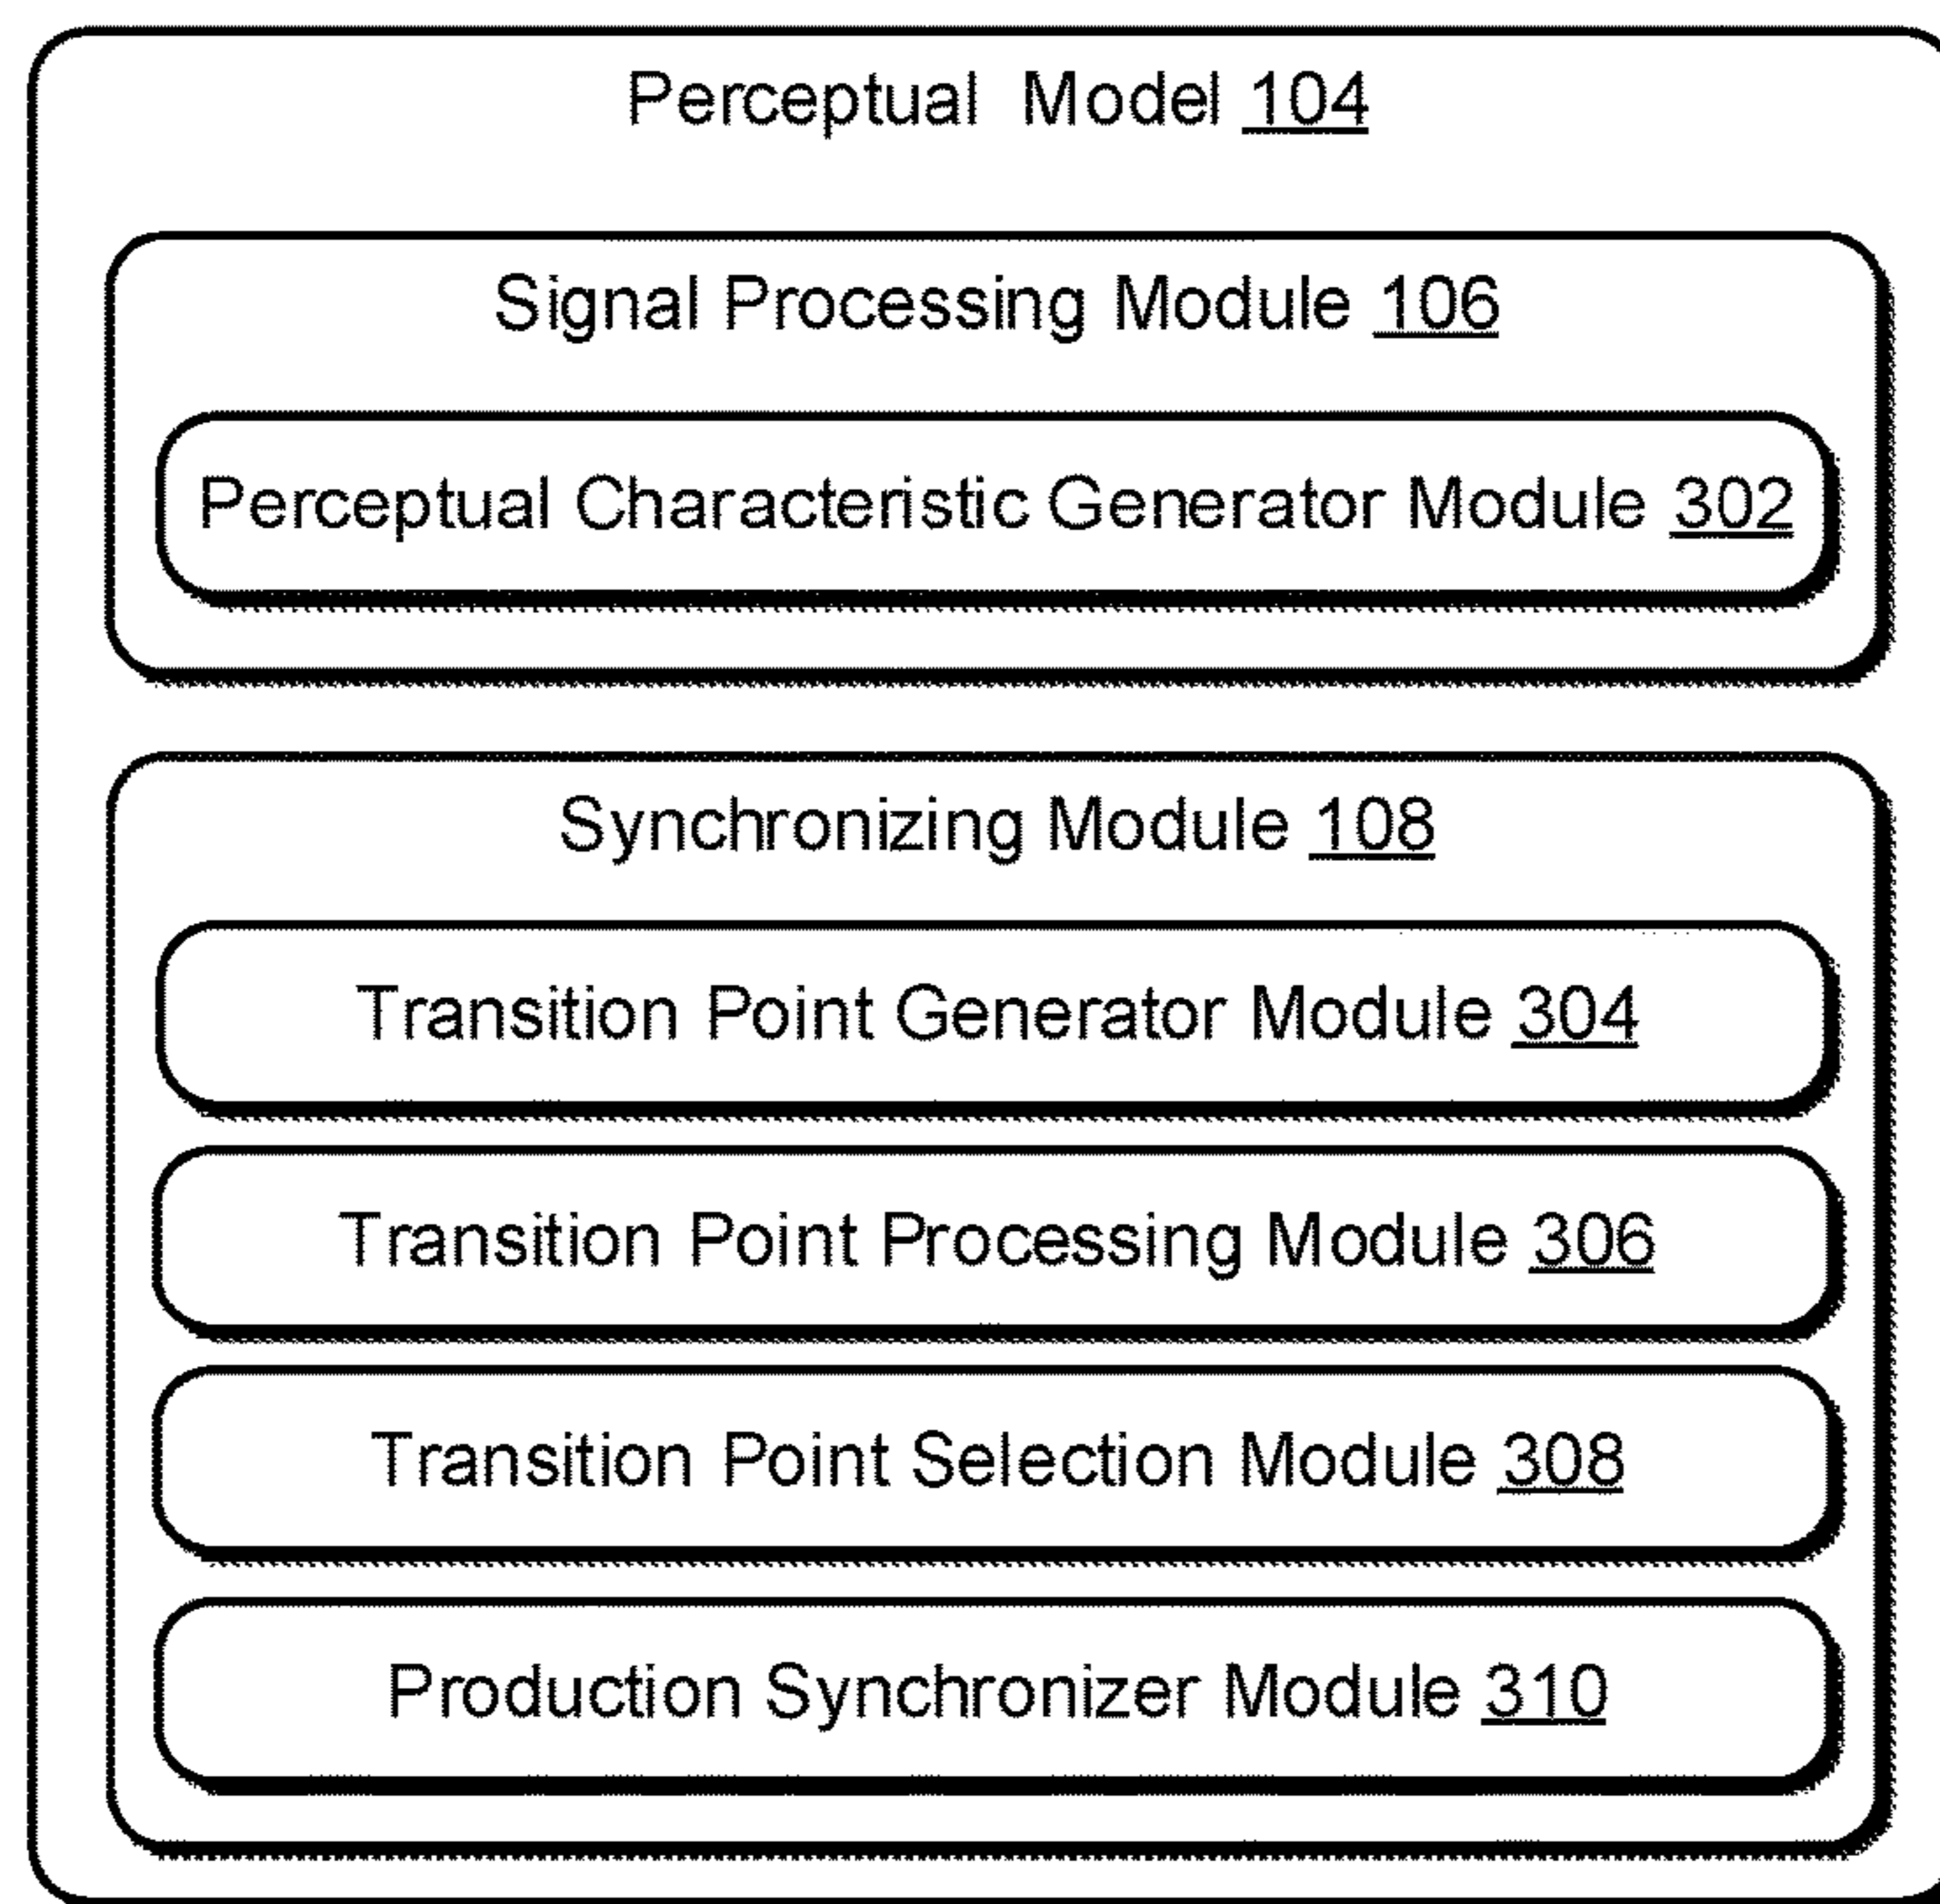 Perceptual Model 104
Signal Processing Module 106
Perceptual Characteristic Generator Module 302
Synchronizing Module 108
Transition Point Generator Module 304
Transition Point Processing Module 306
Transition Point Selection Module 308
Production Synchronizer Module 310